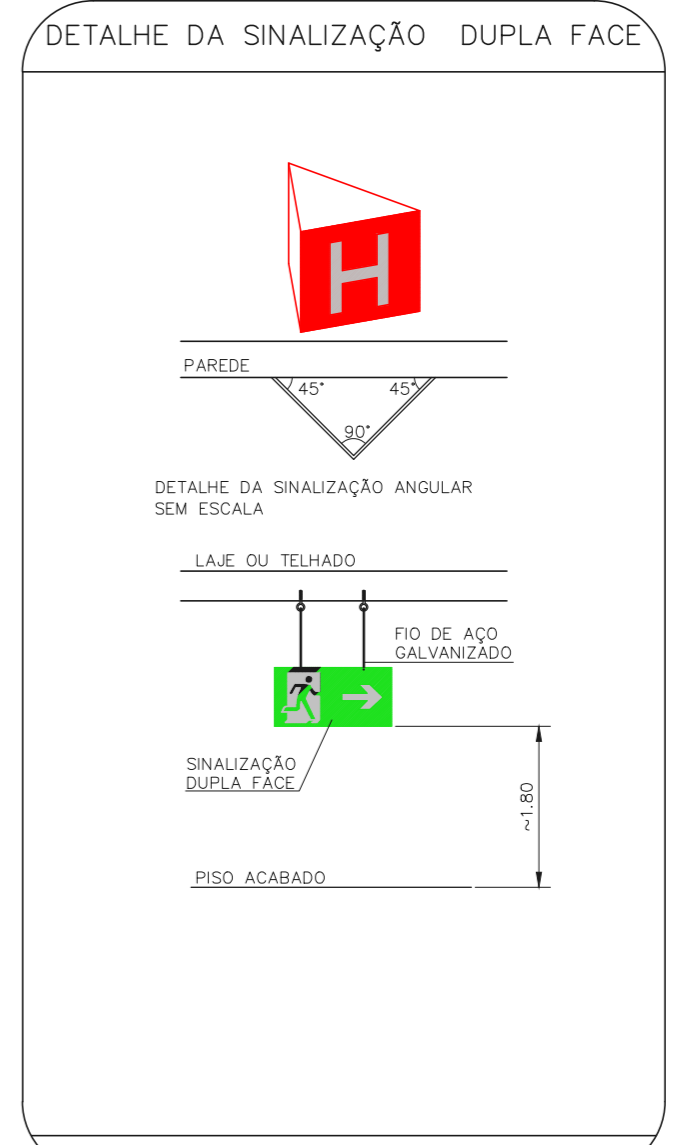 DETALHE DA SINALIZAÇÃO DUPLA FACE
H
PAREDE
45°
45°
90°
DETALHE DA SINALIZAÇÃO ANGULAR
SEM ESCALA
LAJE OU TELHADO
FIO DE AÇO
GALVANIZADO
SINALIZAÇÃO
DUPLA FACE
~1.80
PISO ACABADO